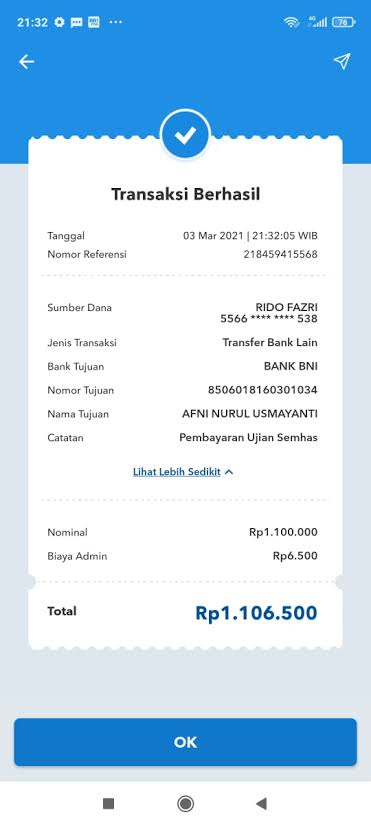 21:32
4G
76
Transaksi Berhasil
Tanggal 03 Mar 2021 | 21:32:05 WIB
Nomor Referensi 218459415568
Sumber Dana RIDO FAZRI
5566 **** **** 538
Jenis Transaksi Transfer Bank Lain
Bank Tujuan BANK BNI
Nomor Tujuan 8506018160301034
Nama Tujuan AFNI NURUL USMAYANTI
Catatan Pembayaran Ujian Semhas
Lihat Lebih Sedikit
Nominal Rp1.100.000
Biaya Admin Rp6.500
Total Rp1.106.500
OK